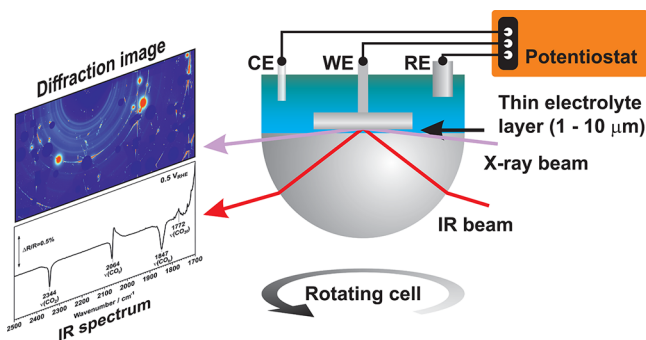 Diffraction image
CE
WE
RE
Potentiostat
Thin electrolyte
layer (1 - 10 μm)
X-ray beam
IR beam
Rotating cell
0.5 V_RHE
ΔR/R=0.5%
2344
ν(CO₂)
2064
ν(CO_L)
1847
ν(CO_B)
1772
ν(CO_M)
2500
2400
2300
2200
2100
2000
1900
1800
1700
Wavenumber / cm⁻¹
IR spectrum